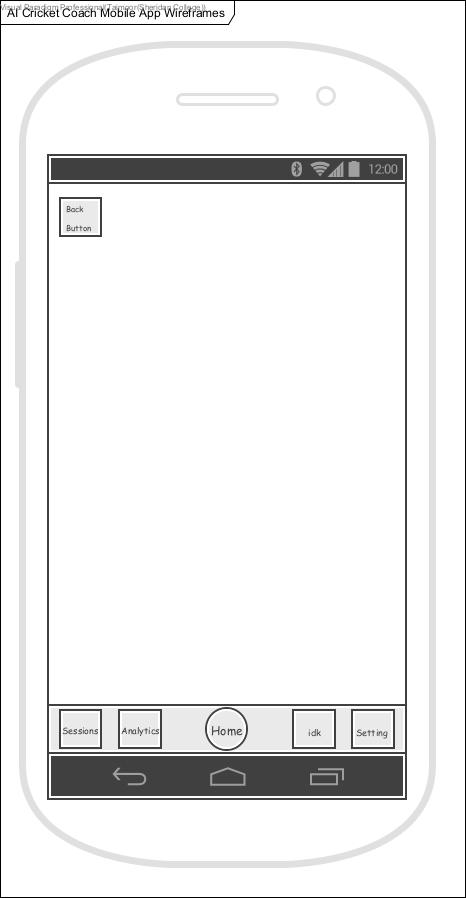 Visual Paradigm Professional(Taimoor(Sheridan College))
AI Cricket Coach Mobile App Wireframes
12:00
Back
Button
Sessions
Analytics
Home
idk
Setting